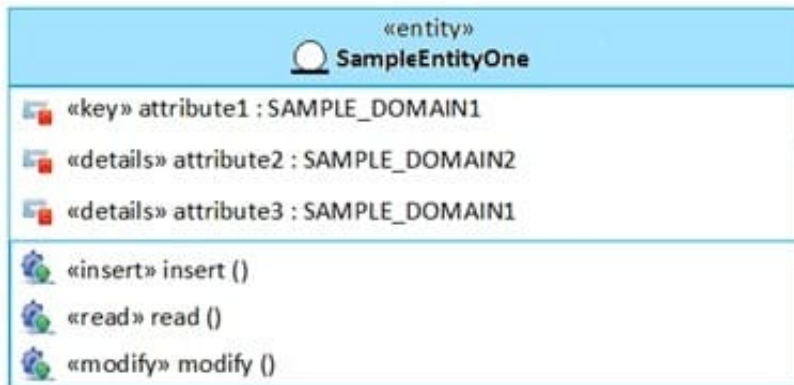 «entity»
SampleEntityOne
«key» attribute1 : SAMPLE_DOMAIN1
«details» attribute2 : SAMPLE_DOMAIN2
«details» attribute3 : SAMPLE_DOMAIN1
«insert» insert ()
«read» read ()
«modify» modify ()